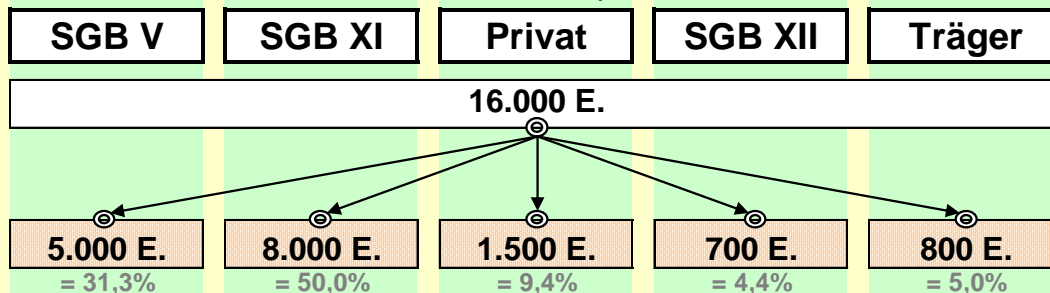 SGB V SGB XI Privat SGB XII Träger
16.000 E.
5.000 E. 8.000 E. 1.500 E. 700 E. 800 E.
= 31,3% = 50,0% = 9,4% = 4,4% = 5,0%